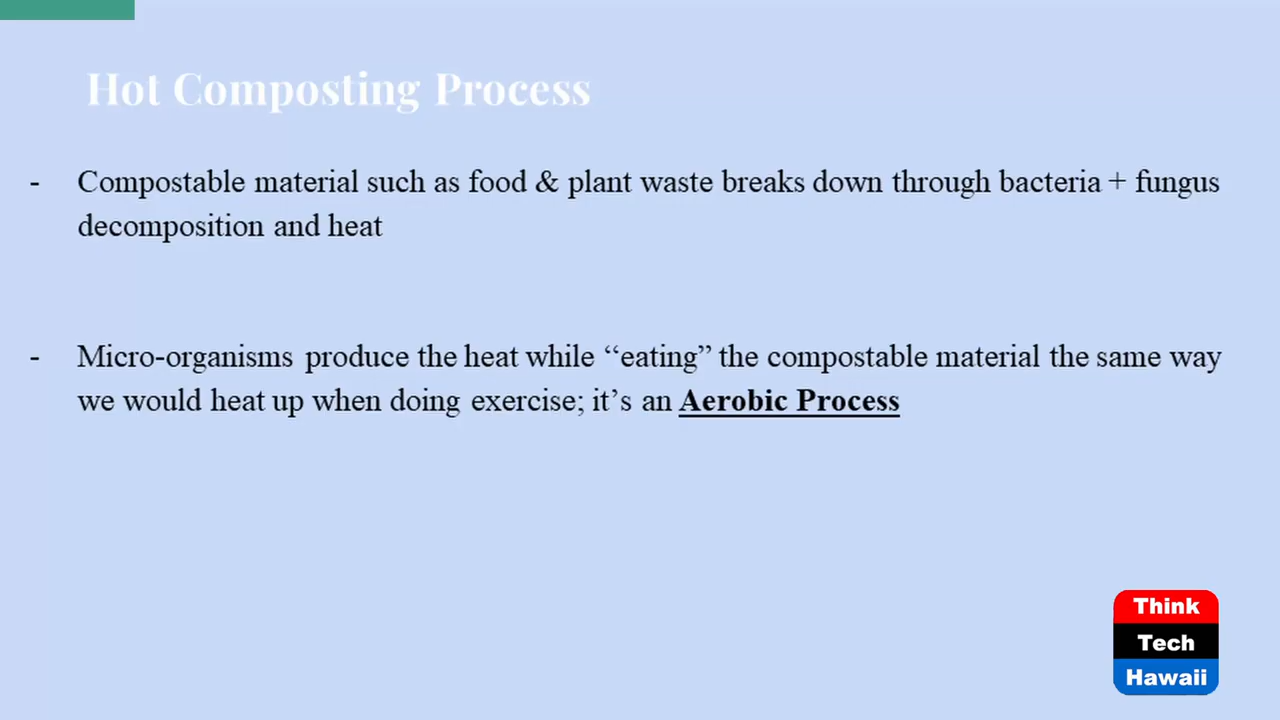 Hot Composting Process
- Compostable material such as food & plant waste breaks down through bacteria + fungus
decomposition and heat
- Micro-organisms produce the heat while ‘‘eating” the compostable material the same way
we would heat up when doing exercise; it’s an Aerobic Process
Think
Tech
Hawaii